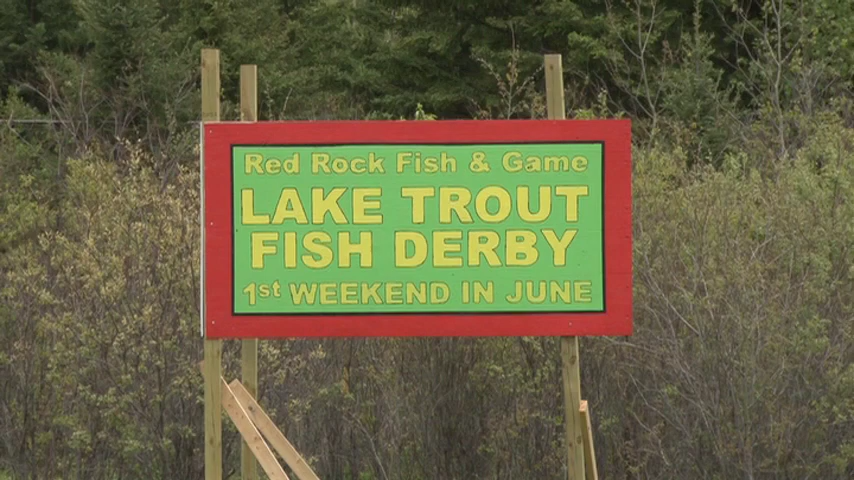 Red Rock Fish & Game
LAKE TROUT
FISH DERBY
1st WEEKEND IN JUNE